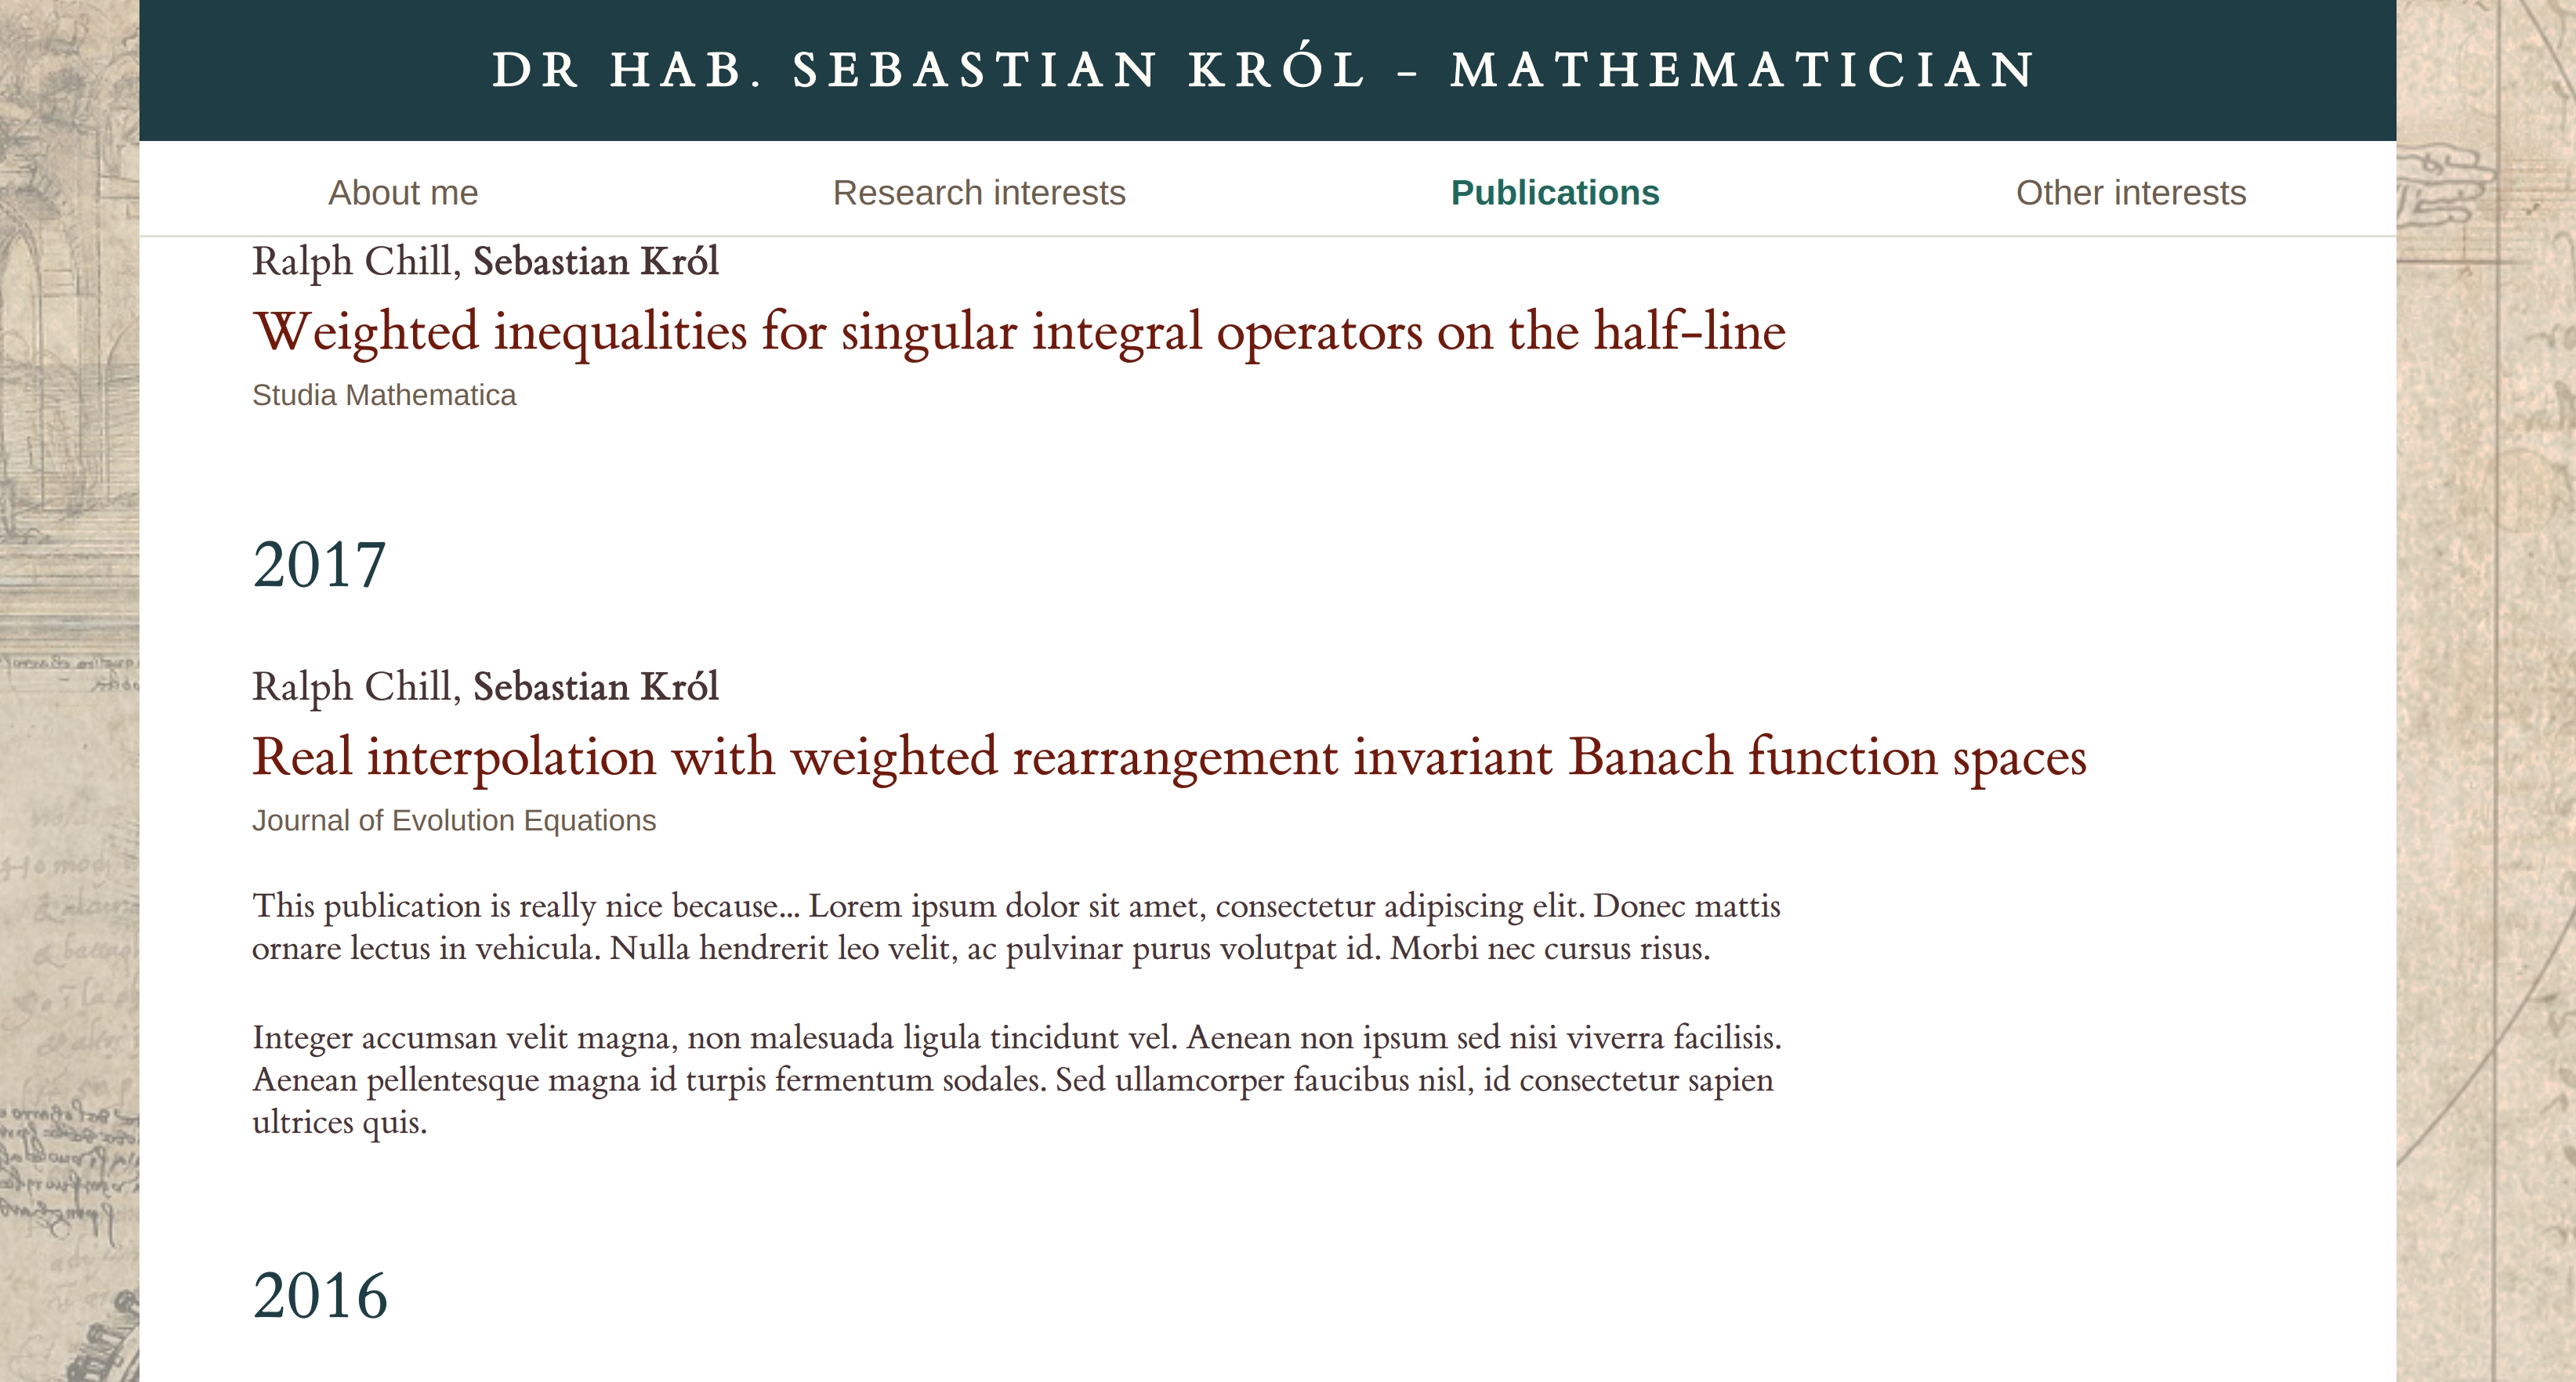 DR HAB. SEBASTIAN KRÓL – MATHEMATICIAN
About me Research interests Publications Other interests
Ralph Chill, Sebastian Król
Weighted inequalities for singular integral operators on the half-line
Studia Mathematica
2017
Ralph Chill, Sebastian Król
Real interpolation with weighted rearrangement invariant Banach function spaces
Journal of Evolution Equations
This publication is really nice because... Lorem ipsum dolor sit amet, consectetur adipiscing elit. Donec mattis
ornare lectus in vehicula. Nulla hendrerit leo velit, ac pulvinar purus volutpat id. Morbi nec cursus risus.
Integer accumsan velit magna, non malesuada ligula tincidunt vel. Aenean non ipsum sed nisi viverra facilisis.
Aenean pellentesque magna id turpis fermentum sodales. Sed ullamcorper faucibus nisl, id consectetur sapien
ultrices quis.
2016